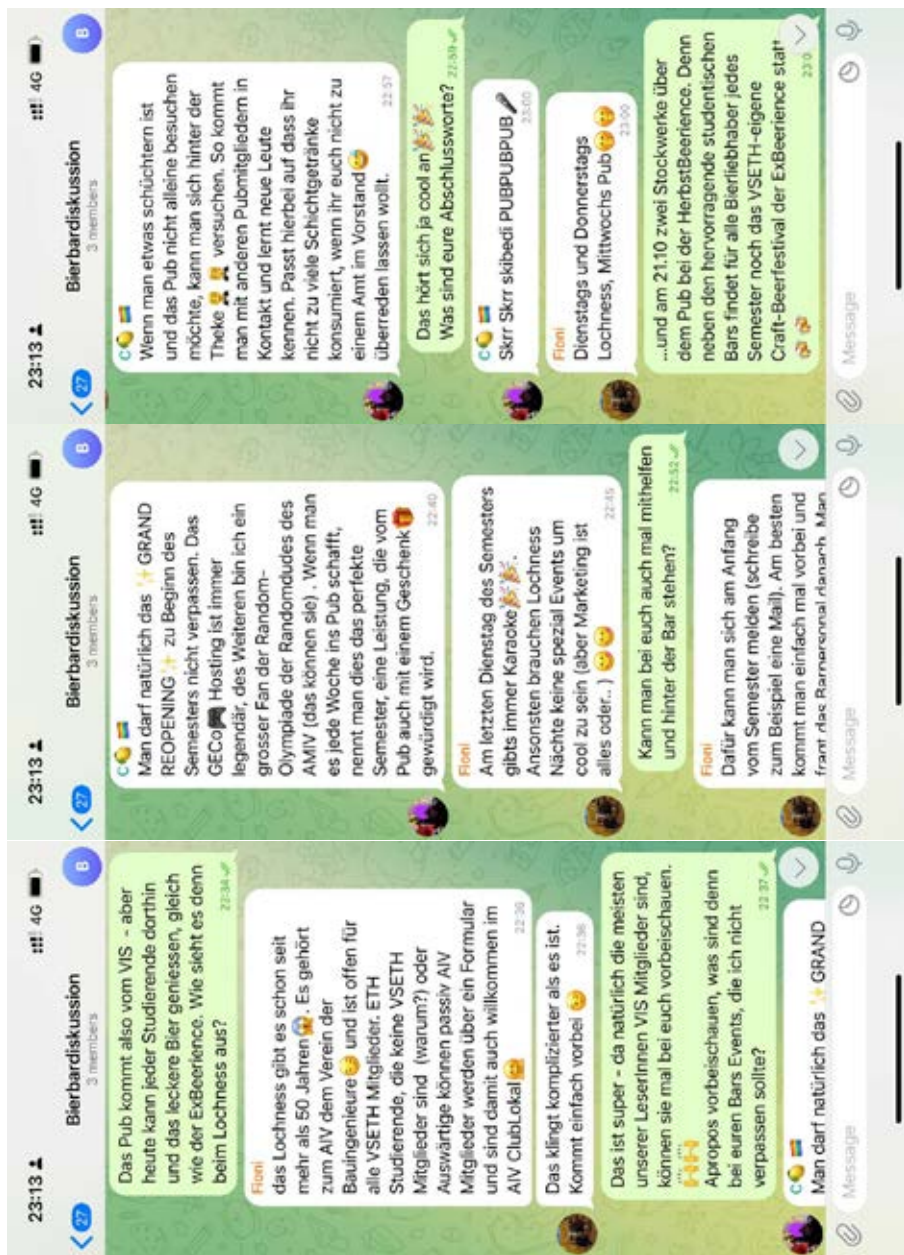 23:13
4G
27
Bierbardiskussion
3 members
B
Das Pub kommt also vom VIS - aber
heute kann jeder Studierende dorthin
und das leckere Bier geniessen, gleich
wie der ExBeerience. Wie sieht es denn
beim Lochness aus?
22:34
Fioni
das Lochness gibt es schon seit
mehr als 50 Jahren😱. Es gehört
zum AIV dem Verein der
Bauingenieure😊 und ist offen für
alle VSETH Mitglieder. ETH
Studierende, die keine VSETH
Mitglieder sind (warum?) oder
Auswärtige können passiv AIV
Mitglieder werden über ein Formular
und sind damit auch willkommen im
AIV ClubLokal🤗
22:36
Das klingt komplizierter als es ist.
Kommt einfach vorbei😊
22:36
Das ist super - da natürlich die meisten
unserer LeserInnen VIS Mitglieder sind,
können sie mal bei euch vorbeischauen.
🙌🙌
Apropos vorbeischauen, was sind denn
bei euren Bars Events, die ich nicht
verpassen sollte?
22:37
C🍋🏳️‍🌈
Man darf natürlich das ✨ GRAND
Message
23:13
4G
27
Bierbardiskussion
3 members
B
C🍋🏳️‍🌈
Man darf natürlich das ✨ GRAND
REOPENING✨ zu Beginn des
Semesters nicht verpassen. Das
GECo🎮 Hosting ist immer
legendär, des Weiteren bin ich ein
grosser Fan der Random-
Olympiade der Randomdudes des
AMIV (das können sie) . Wenn man
es jede Woche ins Pub schafft,
nennt man dies das perfekte
Semester, eine Leistung, die vom
Pub auch mit einem Geschenk🎁
gewürdigt wird.
22:40
Fioni
Am letzten Dienstag des Semesters
gibts immer Karaoke🎉🎉.
Ansonsten brauchen Lochness
Nächte keine spezial Events um
cool zu sein (aber Marketing ist
alles oder.. )😊😊
22:45
Kann man bei euch auch mal mithelfen
und hinter der Bar stehen?
22:52
Fioni
Dafür kann man sich am Anfang
vom Semester melden (schreibe
zum Beispiel eine Mail). Am besten
kommt man einfach mal vorbei und
fragt das Barpersonal danach. Man
Message
23:13
4G
27
Bierbardiskussion
3 members
B
C🍋🏳️‍🌈
Wenn man etwas schüchtern ist
und das Pub nicht alleine besuchen
möchte, kann man sich hinter der
Theke versuchen. So kommt
man mit anderen Pubmitgliedern in
Kontakt und lernt neue Leute
kennen. Passt hierbei auf dass ihr
nicht zu viele Schichtgetränke
konsumiert, wenn ihr euch nicht zu
einem Amt im Vorstand😅
überreden lassen wollt.
22:57
Das hört sich ja cool an🎉🎉
Was sind eure Abschlussworte?
22:59
C🍋🏳️‍🌈
Skrr Skrr skibedi PUBPUBPUB🎤
23:00
Fioni
Dienstags und Donnerstags
Lochness, Mittwochs Pub😊😊
23:00
...und am 21.10 zwei Stockwerke über
dem Pub bei der HerbstBeerience. Denn
neben den hervorragende studentischen
Bars findet für alle Bierliebhaber jedes
Semester noch das VSETH-eigene
Craft-Beerfestival der ExBeerience statt
🍻🍻
Message